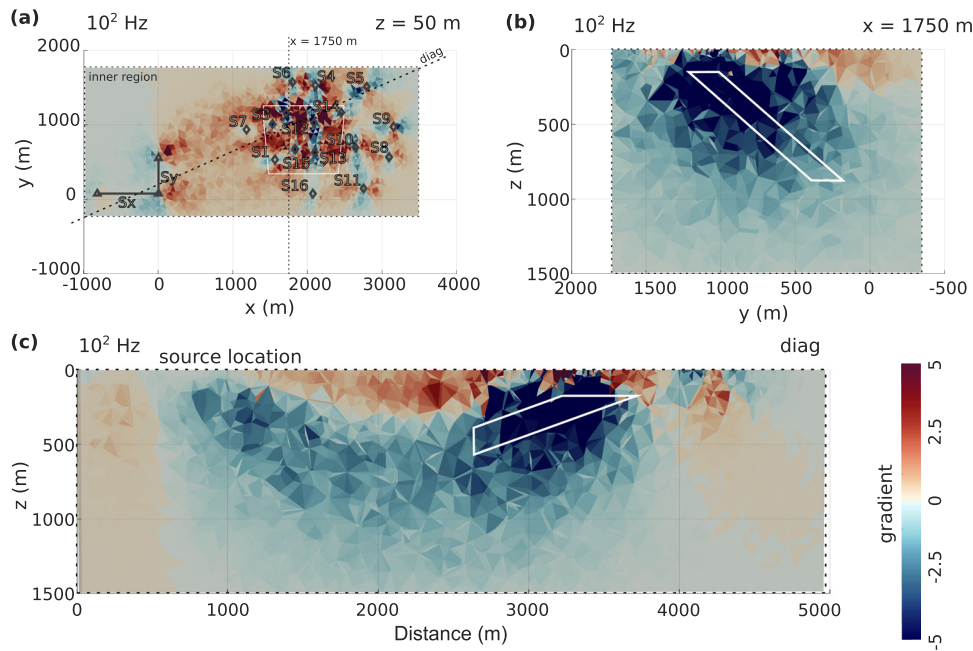 (a)
10² Hz
z = 50 m
x = 1750 m
diag
inner region
2000
1000
0
-1000
y (m)
S6
S4
S5
S14
S9
S7
S3
S12
S10
S8
S1
S15
S13
S11
S16
Sy
Sx
-1000
0
1000
2000
3000
4000
x (m)
(b)
10² Hz
x = 1750 m
0
500
1000
1500
z (m)
2000
1500
1000
500
0
-500
y (m)
(c)
10² Hz
source location
diag
0
500
1000
1500
z (m)
0
1000
2000
3000
4000
5000
Distance (m)
5
2.5
0
-2.5
-5
gradient